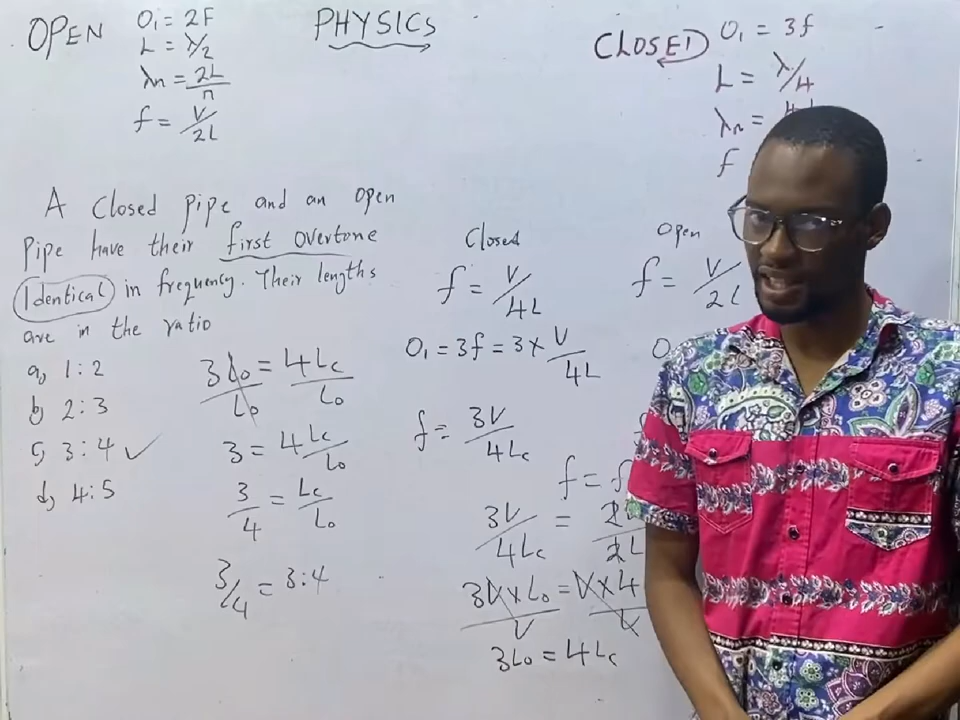 PHYSICS
OPEN
O₁ = 2F
L = λ/2
λn = 2L/n
f = V/2L
CLOSED
O₁ = 3f
L = λ/4
λn =
f
A Closed pipe and an Open
Pipe have their first overtone
Identical in frequency. Their lengths
are in the ratio
a, 1:2
b, 2:3
c, 3:4 ✓
d, 4:5
3Lo/Lo = 4Lc/Lo
3 = 4Lc/Lo
3/4 = Lc/Lo
3/4 = 3:4
Closed
f = V/4L
O₁ = 3f = 3 × V/4L
f = 3V/4Lc
Open
f = V/2L
f = f
3V/4Lc = 2V/2L
3V × Lo/V = V × 4/V
3Lo = 4Lc